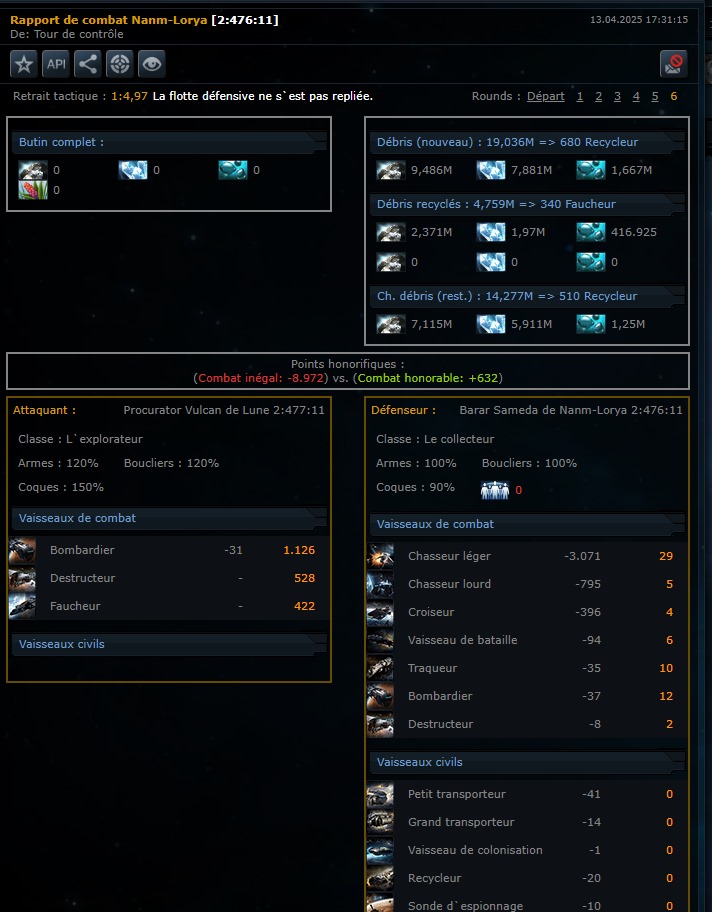 Rapport de combat Nanm-Lorya [2:476:11]
13.04.2025 17:31:15
De: Tour de contrôle
API
Retrait tactique : 1:4,97 La flotte défensive ne s`est pas repliée.
Rounds : Départ 1 2 3 4 5 6
Butin complet :
0 0 0
0
Débris (nouveau) : 19,036M => 680 Recycleur
9,486M 7,881M 1,667M
Débris recyclés : 4,759M => 340 Faucheur
2,371M 1,97M 416.925
0 0 0
Ch. débris (rest.) : 14,277M => 510 Recycleur
7,115M 5,911M 1,25M
Points honorifiques :
(Combat inégal: -8.972) vs. (Combat honorable: +632)
Attaquant : Procurator Vulcan de Lune 2:477:11
Classe : L`explorateur
Armes : 120% Boucliers : 120%
Coques : 150%
Vaisseaux de combat
Bombardier -31 1.126
Destructeur - 528
Faucheur - 422
Vaisseaux civils
Défenseur : Barar Sameda de Nanm-Lorya 2:476:11
Classe : Le collecteur
Armes : 100% Boucliers : 100%
Coques : 90% 0
Vaisseaux de combat
Chasseur léger -3.071 29
Chasseur lourd -795 5
Croiseur -396 4
Vaisseau de bataille -94 6
Traqueur -35 10
Bombardier -37 12
Destructeur -8 2
Vaisseaux civils
Petit transporteur -41 0
Grand transporteur -14 0
Vaisseau de colonisation -1 0
Recycleur -20 0
Sonde d`espionnage -10 0